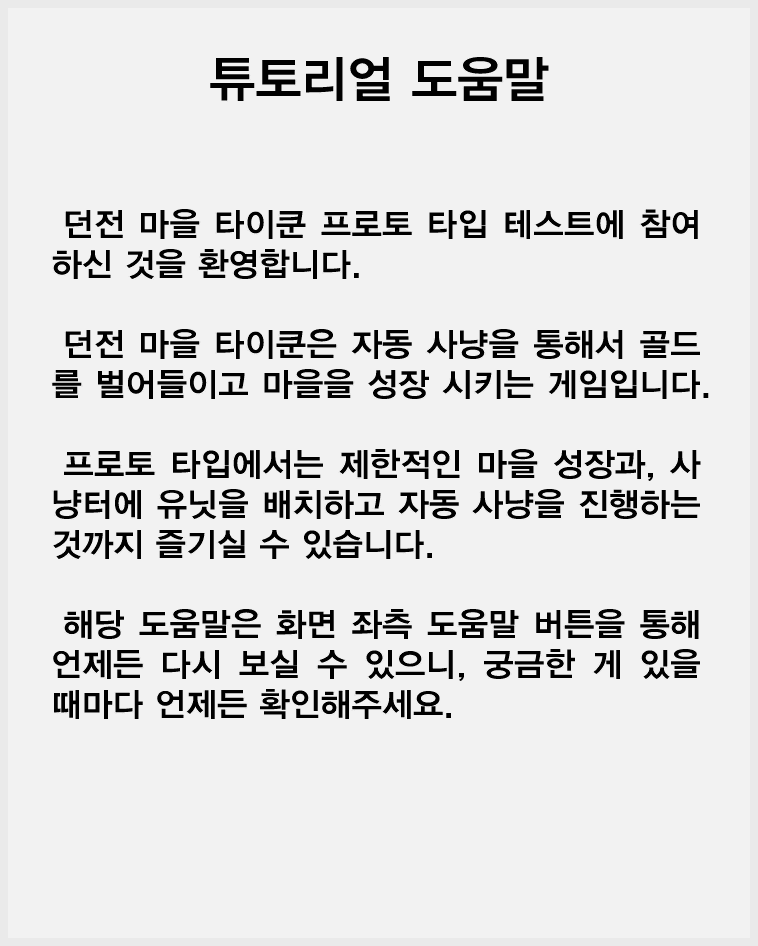 튜토리얼 도움말
던전 마을 타이쿤 프로토 타입 테스트에 참여
하신 것을 환영합니다.
던전 마을 타이쿤은 자동 사냥을 통해서 골드
를 벌어들이고 마을을 성장 시키는 게임입니다.
프로토 타입에서는 제한적인 마을 성장과, 사
냥터에 유닛을 배치하고 자동 사냥을 진행하는
것까지 즐기실 수 있습니다.
해당 도움말은 화면 좌측 도움말 버튼을 통해
언제든 다시 보실 수 있으니, 궁금한 게 있을
때마다 언제든 확인해주세요.